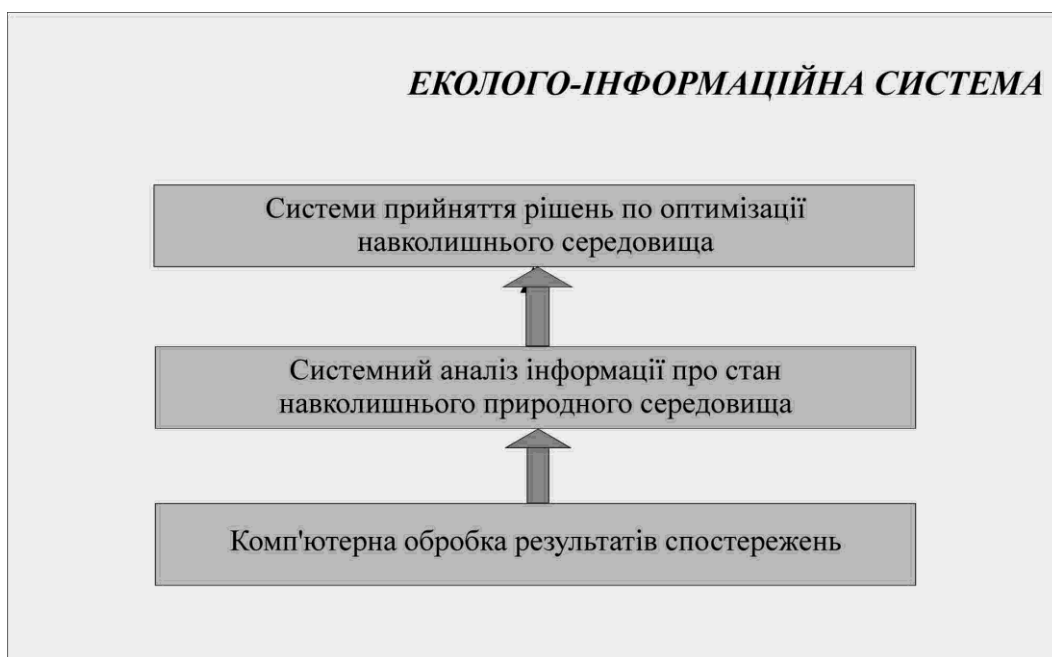 ЕКОЛОГО-ІНФОРМАЦІЙНА СИСТЕМА
Системи прийняття рішень по оптимізації
навколишнього середовища
Системний аналіз інформації про стан
навколишнього природного середовища
Комп'ютерна обробка результатів спостережень